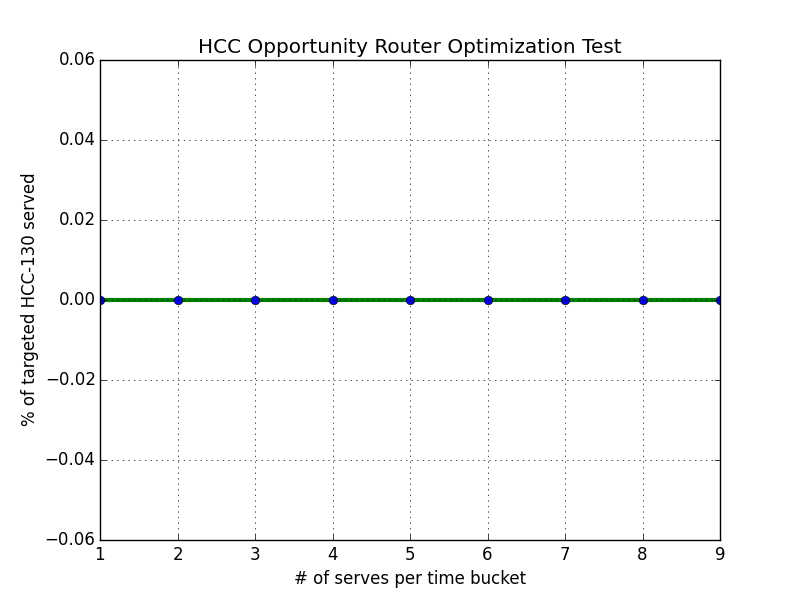 HCC Opportunity Router Optimization Test
0.06
0.04
0.02
0.00
−0.02
−0.04
−0.06
% of targeted HCC-130 served
1 2 3 4 5 6 7 8 9
# of serves per time bucket